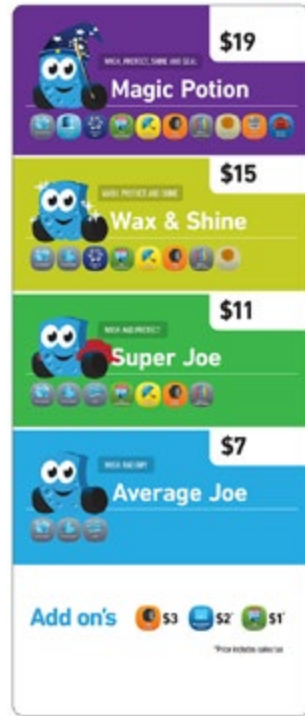 $19
WASH, PROTECT, SHINE AND SEAL
Magic Potion
$15
WASH, PROTECT AND SHINE
Wax & Shine
$11
WASH AND PROTECT
Super Joe
$7
WASH AND DRY
Average Joe
Add on's $3 $2* $1*
*Price includes sales tax